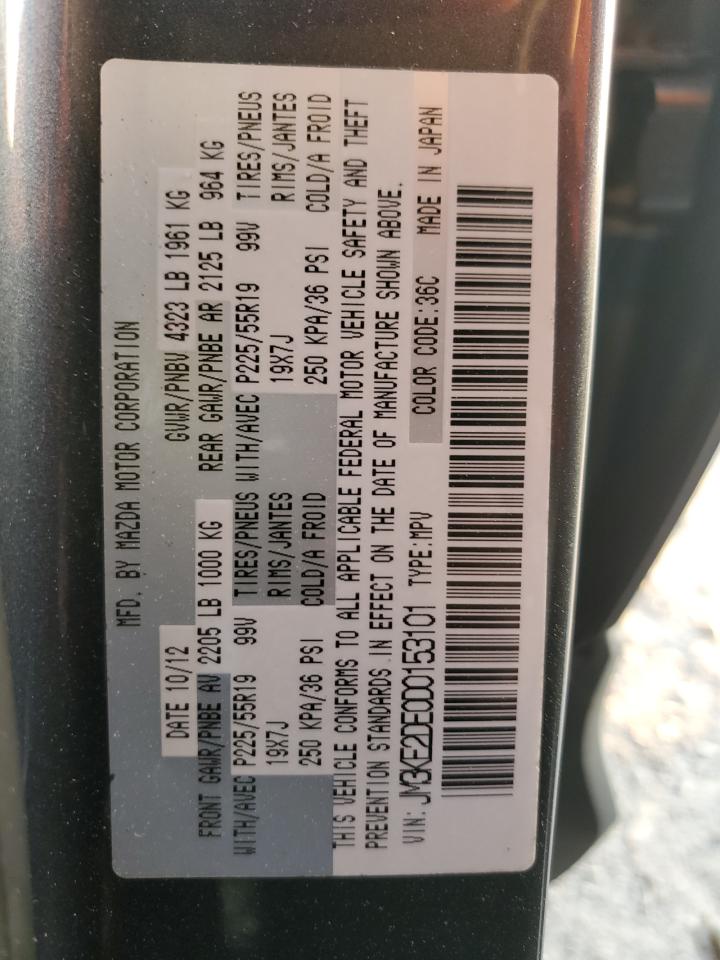 MFD. BY MAZDA MOTOR CORPORATION
DATE 10/12 GVWR/PNBV 4323 LB 1961 KG
FRONT GAWR/PNBE AV 2205 LB 1000 KG REAR GAWR/PNBE AR 2125 LB 964 KG
WITH/AVEC P225/55R19 99V TIRES/PNEUS WITH/AVEC P225/55R19 99V TIRES/PNEUS
19X7J RIMS/JANTES 19X7J RIMS/JANTES
250 KPA/36 PSI COLD/A FROID 250 KPA/36 PSI COLD/A FROID
THIS VEHICLE CONFORMS TO ALL APPLICABLE FEDERAL MOTOR VEHICLE SAFETY AND THEFT
PREVENTION STANDARDS IN EFFECT ON THE DATE OF MANUFACTURE SHOWN ABOVE.
VIN: JM3KE2DE0D0153101 TYPE:MPV COLOR CODE:36C MADE IN JAPAN